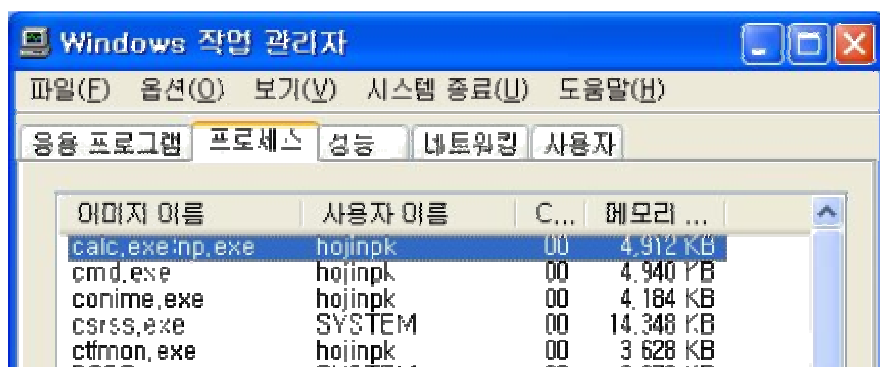 Windows 작업 관리자
파일(F) 옵션(O) 보기(V) 시스템 종료(U) 도움말(H)
응용 프로그램 프로세스 성능 네트워킹 사용자
이미지 이름 사용자 이름 C... 메모리 ...
calc.exe:np.exe hojinpk 00 4,912 KB
cmd.exe hojinpk 00 4,940 KB
conime.exe hojinpk 00 4,184 KB
csrss.exe SYSTEM 00 14,348 KB
ctfmon.exe hojinpk 00 3,628 KB